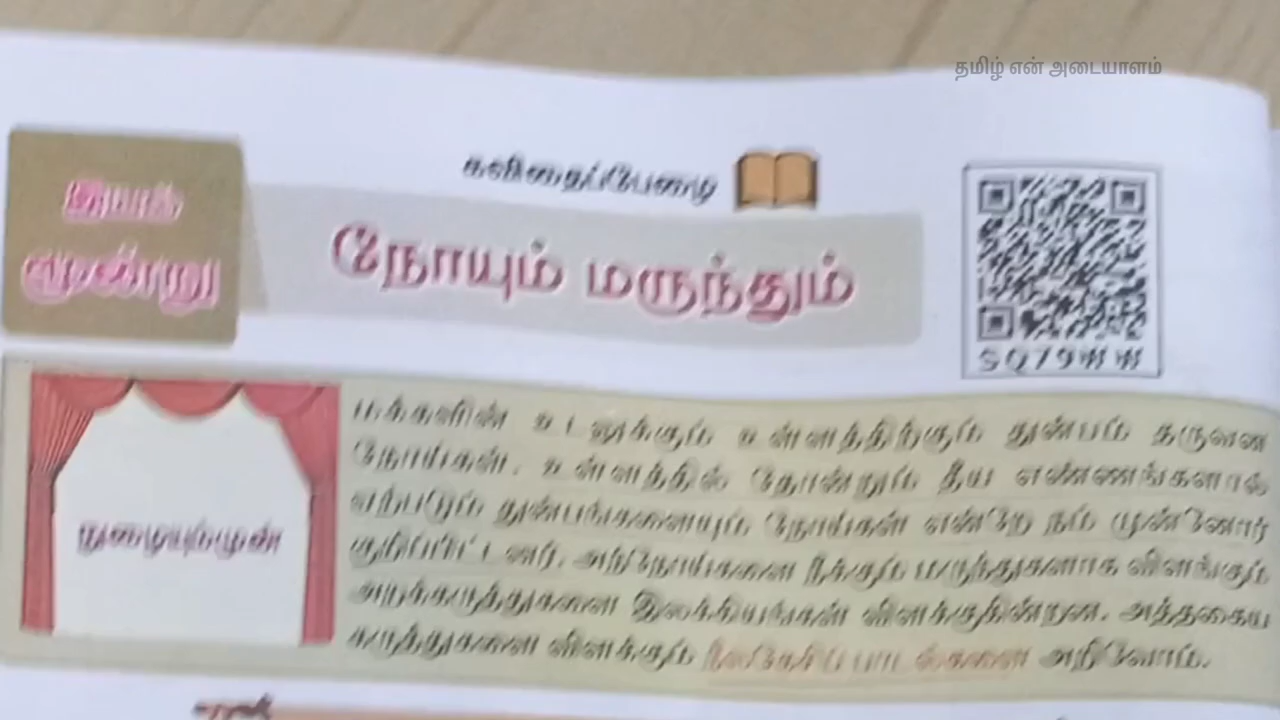 தமிழ் என் அடையாளம்
கவிதைப்பேழை
இயல்
மூன்று
நோயும் மருந்தும்
SQ79WW
நுழையும்முன்
மக்களின் உடலுக்கும் உள்ளத்திற்கும் துன்பம் தருவன
நோய்கள். உள்ளத்தில் தோன்றும் தீய எண்ணங்களால்
ஏற்படும் துன்பங்களையும் நோய்கள் என்றே நம் முன்னோர்
குறிப்பிட்டனர். அந்நோய்களை நீக்கும் மருந்துகளாக விளங்கும்
அறக்கருத்துகளை இலக்கியங்கள் விளக்குகின்றன. அத்தகைய
கருத்துகளை விளக்கும் நீலகேசிப் பாடல்களை அறிவோம்.